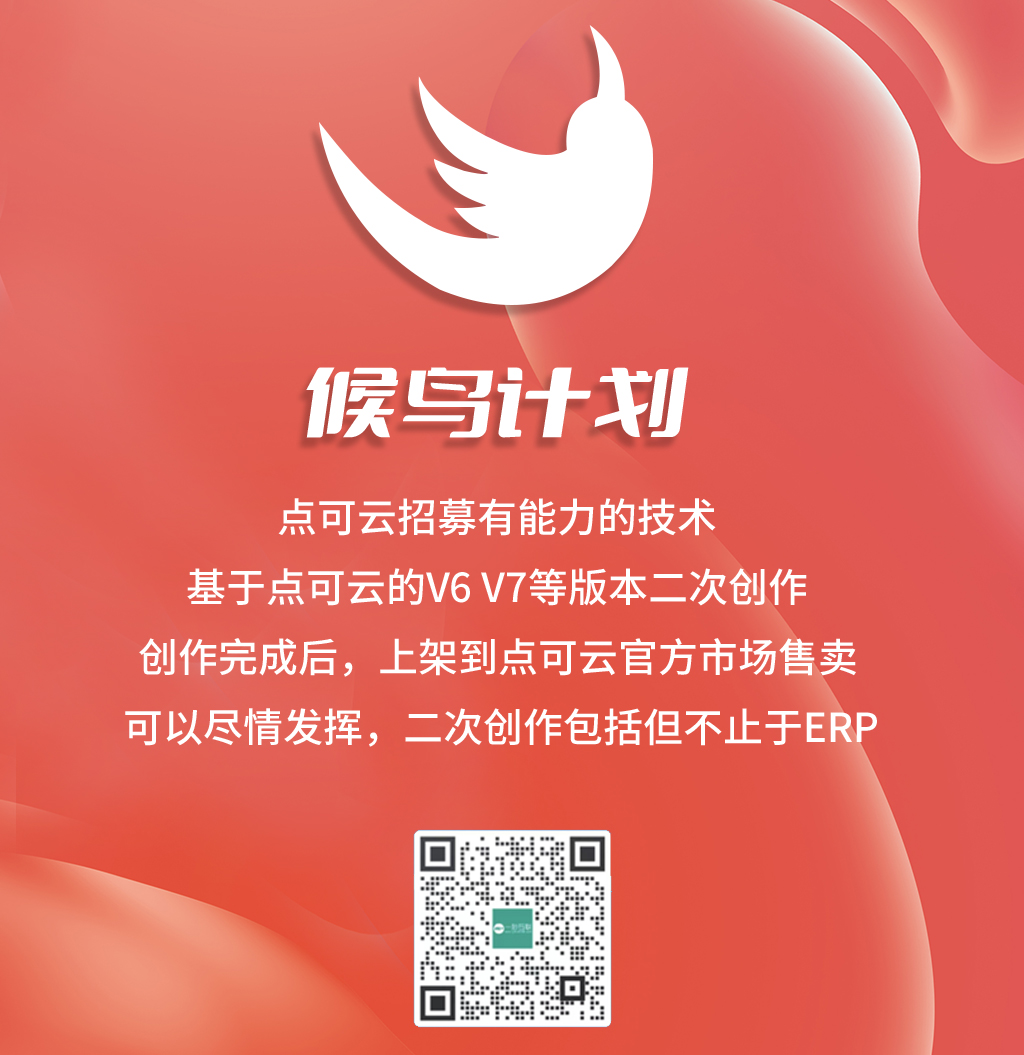 候鸟计划
点可云招募有能力的技术
基于点可云的V6 V7等版本二次创作
创作完成后，上架到点可云官方市场售卖
可以尽情发挥，二次创作包括但不止于ERP